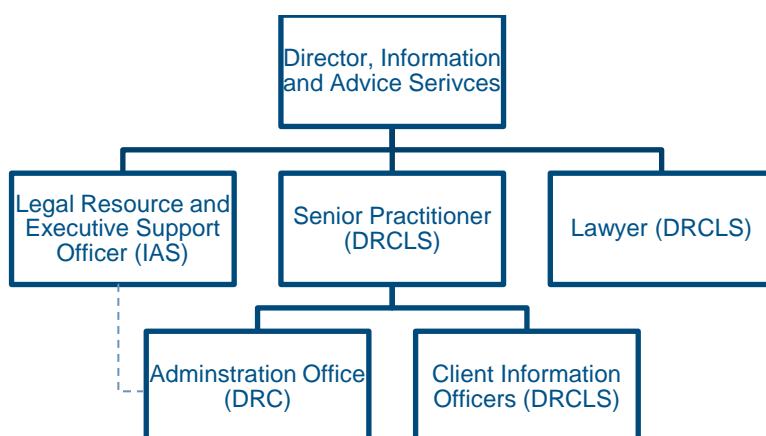 Director, Information
and Advice Serivces
Legal Resource and
Executive Support
Officer (IAS)
Senior Practitioner
(DRCLS)
Lawyer (DRCLS)
Adminstration Office
(DRC)
Client Information
Officers (DRCLS)